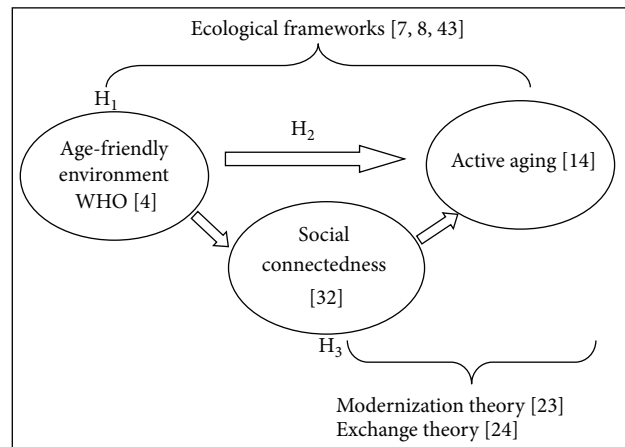 Ecological frameworks [7, 8, 43]
H₁
H₂
Age-friendly
environment
WHO [4]
Active aging [14]
Social
connectedness
[32]
H₃
Modernization theory [23]
Exchange theory [24]